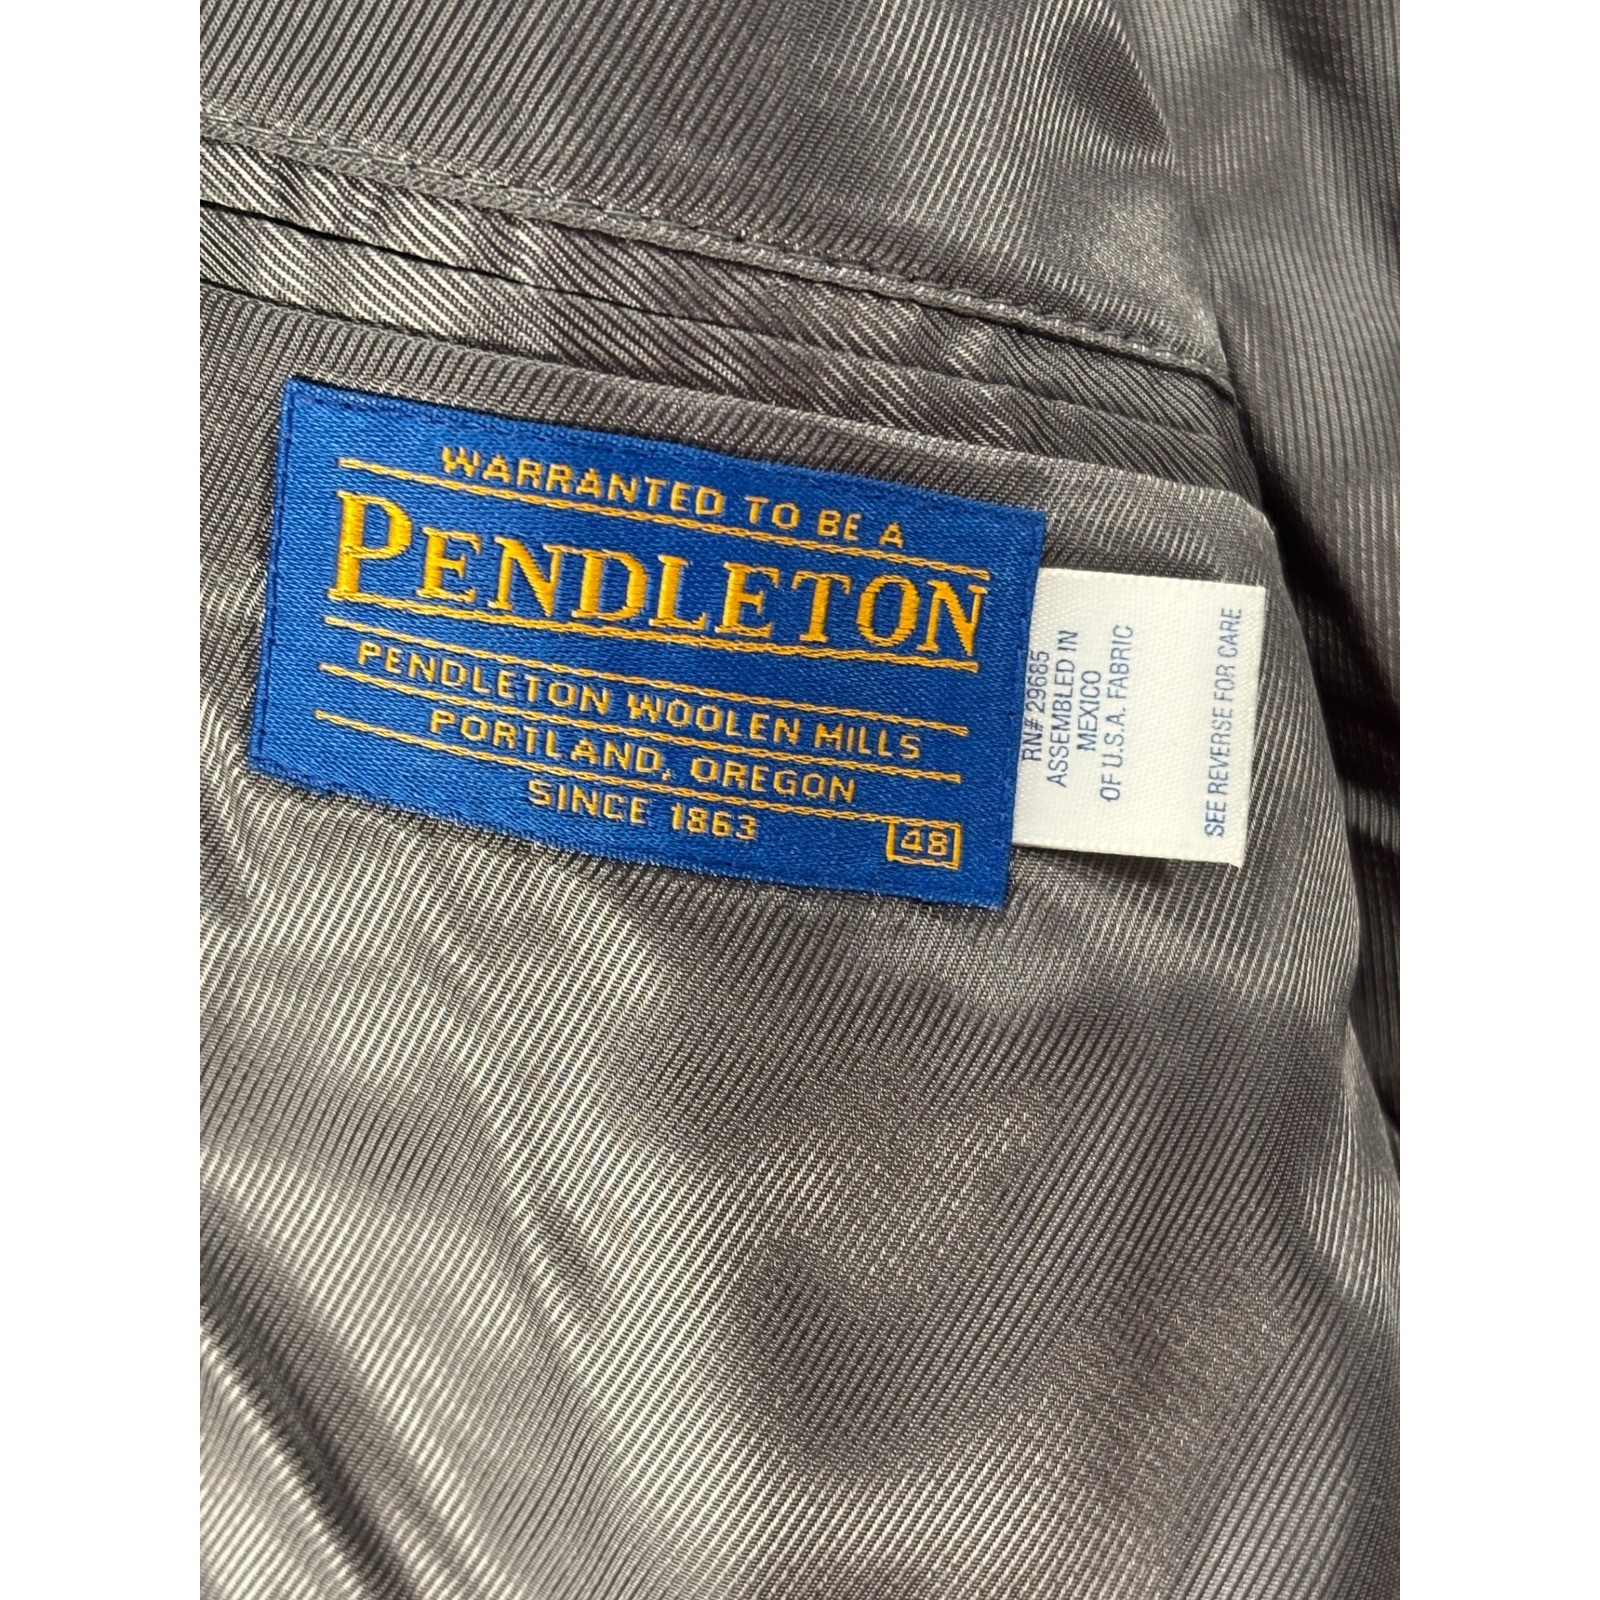 WARRANTED TO BE A
PENDLETON
PENDLETON WOOLEN MILLS
PORTLAND, OREGON
SINCE 1863
48
RN# 29685
ASSEMBLED IN
MEXICO
OF U.S.A. FABRIC
SEE REVERSE FOR CARE